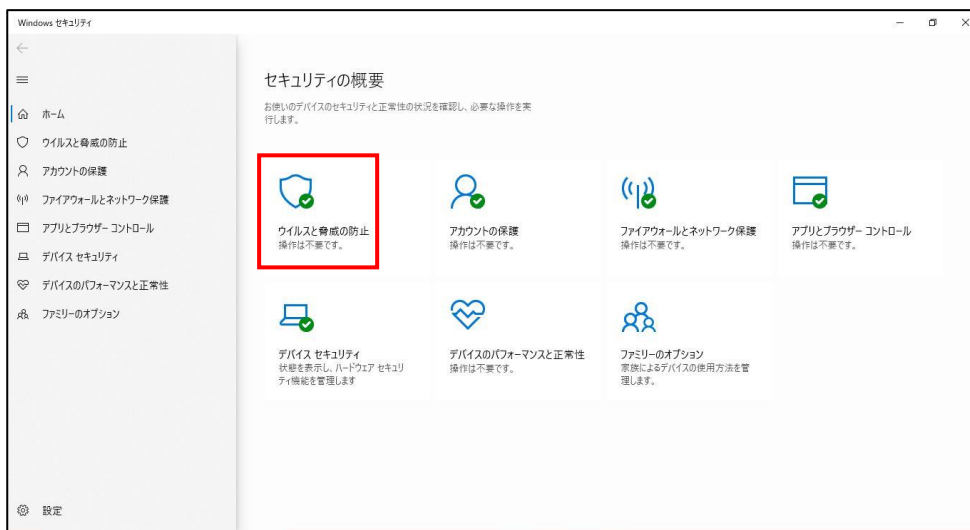 Windows セキュリティ
ホーム
ウイルスと脅威の防止
アカウントの保護
ファイアウォールとネットワーク保護
アプリとブラウザー コントロール
デバイス セキュリティ
デバイスのパフォーマンスと正常性
ファミリーのオプション
設定
セキュリティの概要
お使いのデバイスのセキュリティと正常性の状況を確認し、必要な操作を実
行します。
ウイルスと脅威の防止
操作は不要です。
アカウントの保護
操作は不要です。
ファイアウォールとネットワーク保護
操作は不要です。
アプリとブラウザー コントロール
操作は不要です。
デバイス セキュリティ
状態を表示し、ハードウェア セキュリ
ティ機能を管理します
デバイスのパフォーマンスと正常性
操作は不要です。
ファミリーのオプション
家族によるデバイスの使用方法を管
理します。